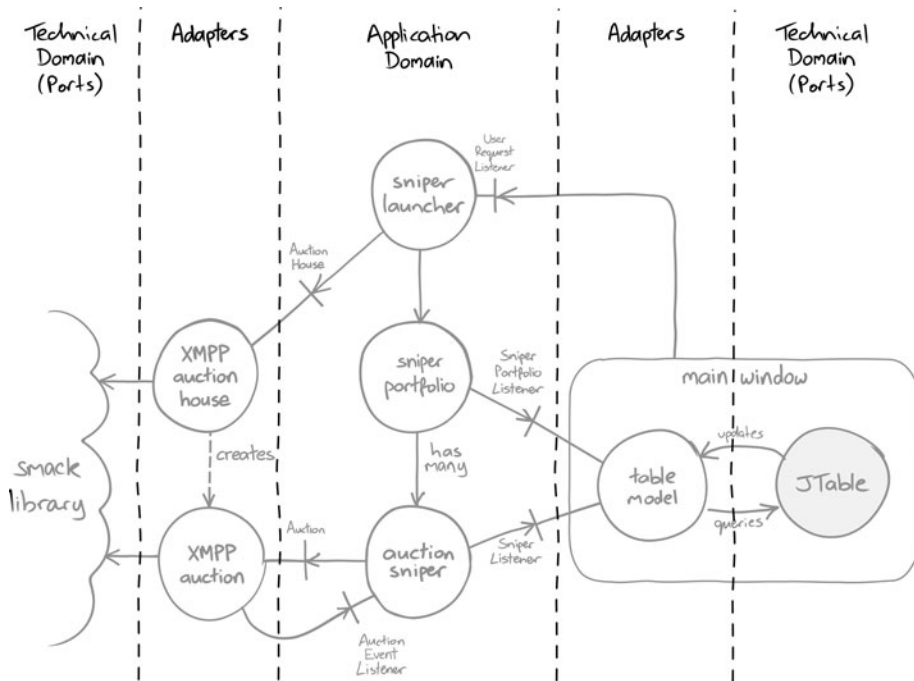 Technical
Domain
(Ports)
Adapters
Application
Domain
Adapters
Technical
Domain
(Ports)
User
Request
Listener
sniper
launcher
Auction
House
XMPP
auction
house
sniper
portfolio
Sniper
Portfolio
Listener
main window
smack
library
creates
has
many
updates
table
model
JTable
queries
XMPP
auction
Auction
auction
sniper
Sniper
Listener
Auction
Event
Listener